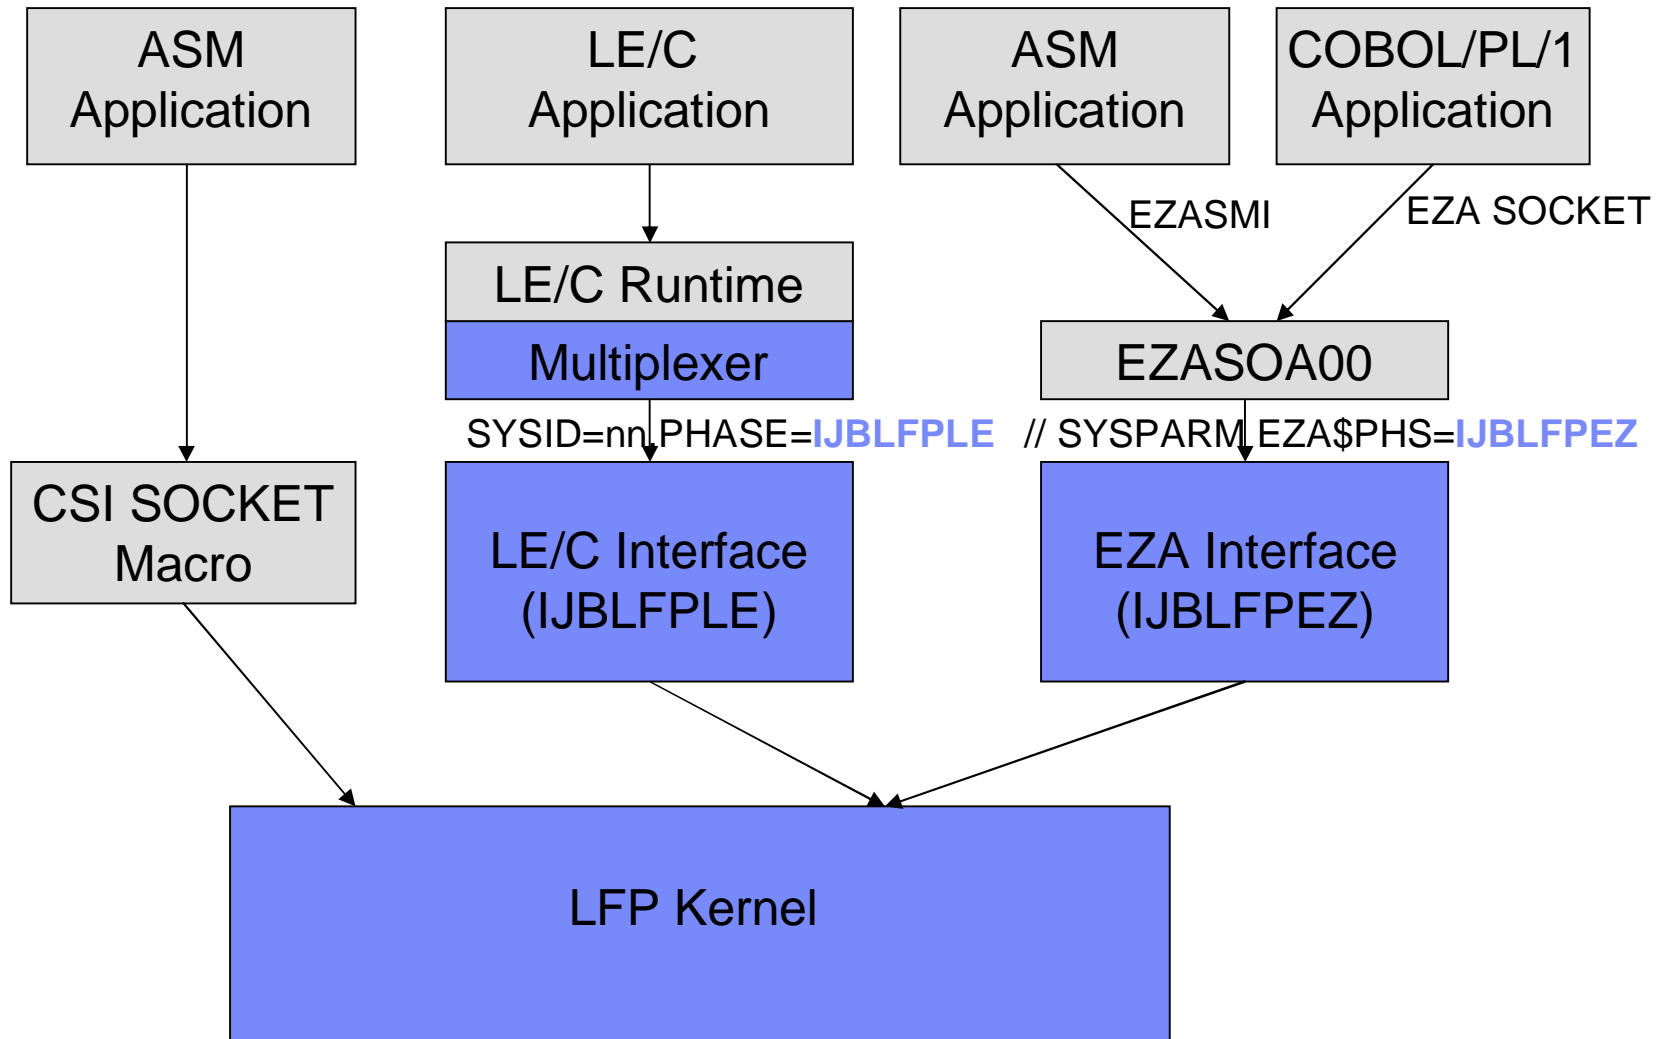 ASM
Application
LE/C
Application
ASM
Application
COBOL/PL/1
Application
EZASMI
EZA SOCKET
LE/C Runtime
Multiplexer
EZASOA00
SYSID=nn,PHASE=IJBLFPLE
// SYSPARM EZA$PHS=IJBLFPEZ
CSI SOCKET
Macro
LE/C Interface
(IJBLFPLE)
EZA Interface
(IJBLFPEZ)
LFP Kernel